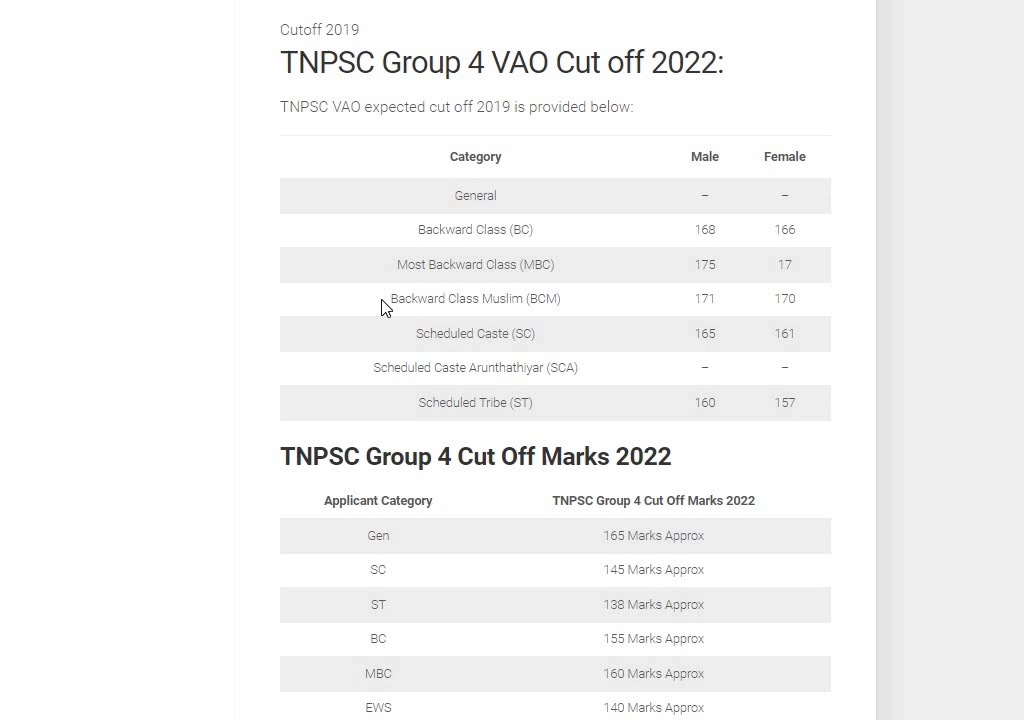 Cutoff 2019
TNPSC Group 4 VAO Cut off 2022:
TNPSC VAO expected cut off 2019 is provided below:
Category Male Female
General – –
Backward Class (BC) 168 166
Most Backward Class (MBC) 175 17
Backward Class Muslim (BCM) 171 170
Scheduled Caste (SC) 165 161
Scheduled Caste Arunthathiyar (SCA) – –
Scheduled Tribe (ST) 160 157
TNPSC Group 4 Cut Off Marks 2022
Applicant Category TNPSC Group 4 Cut Off Marks 2022
Gen 165 Marks Approx
SC 145 Marks Approx
ST 138 Marks Approx
BC 155 Marks Approx
MBC 160 Marks Approx
EWS 140 Marks Approx